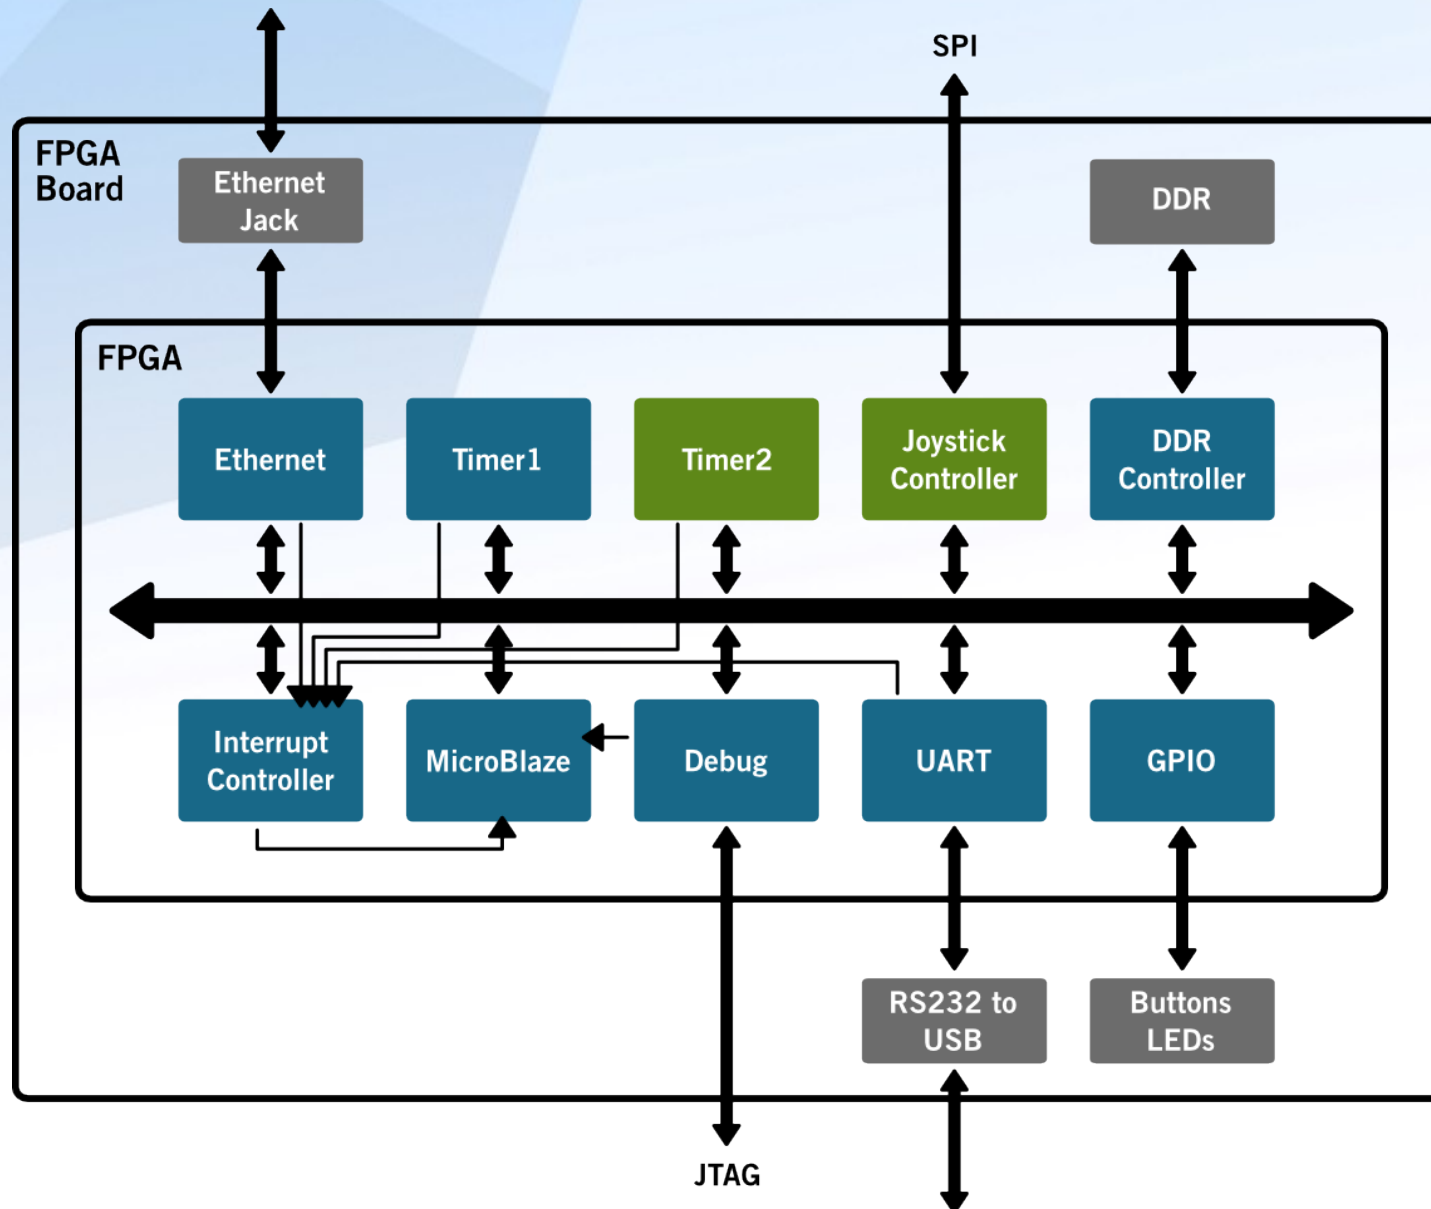 SPI
FPGA
Board
Ethernet
Jack
DDR
FPGA
Ethernet
Timer1
Timer2
Joystick
Controller
DDR
Controller
Interrupt
Controller
MicroBlaze
Debug
UART
GPIO
RS232 to
USB
Buttons
LEDs
JTAG